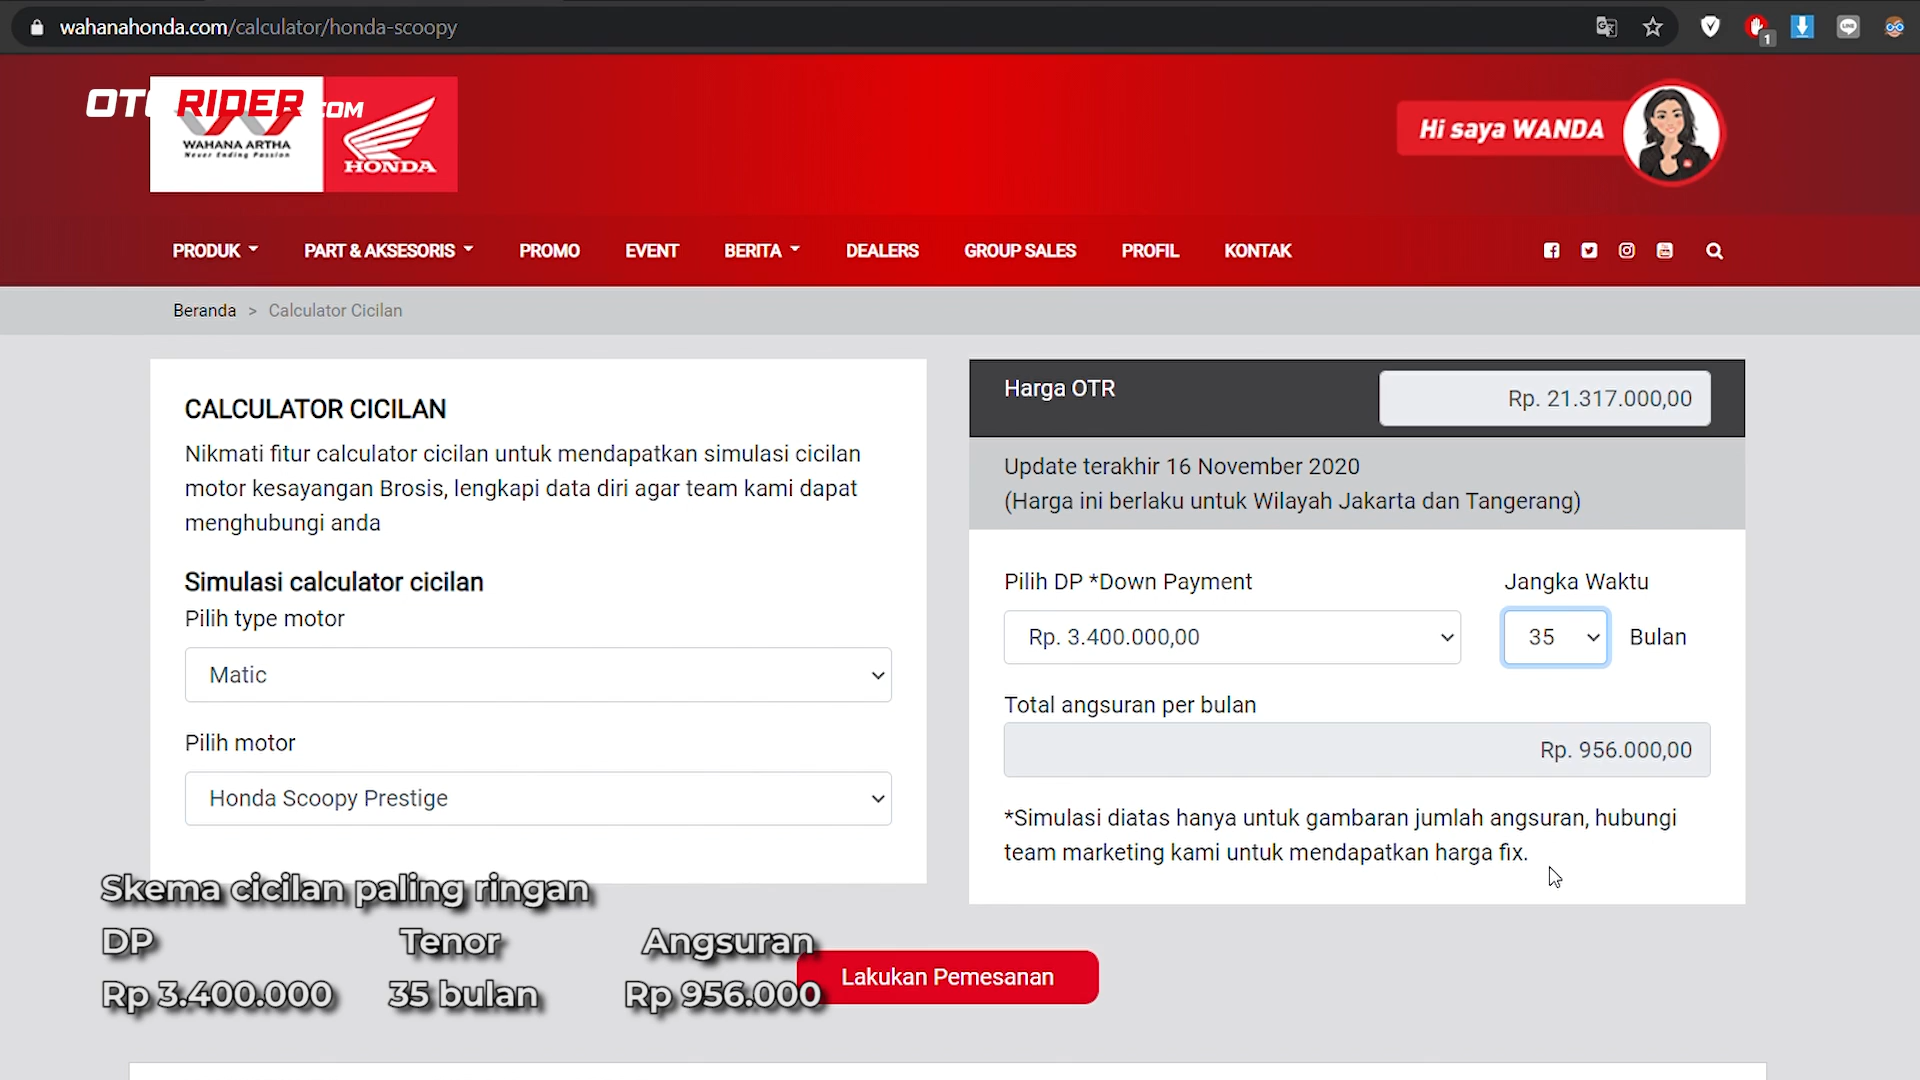 wahanahonda.com/calculator/honda-scoopy
1
OTORIDER.COM
WAHANA ARTHA
Never Ending Passion
HONDA
Hi saya WANDA
PRODUK
PART & AKSESORIS
PROMO
EVENT
BERITA
DEALERS
GROUP SALES
PROFIL
KONTAK
Beranda > Calculator Cicilan
CALCULATOR CICILAN
Nikmati fitur calculator cicilan untuk mendapatkan simulasi cicilan
motor kesayangan Brosis, lengkapi data diri agar team kami dapat
menghubungi anda
Simulasi calculator cicilan
Pilih type motor
Matic
Pilih motor
Honda Scoopy Prestige
Harga OTR
Rp. 21.317.000,00
Update terakhir 16 November 2020
(Harga ini berlaku untuk Wilayah Jakarta dan Tangerang)
Pilih DP *Down Payment
Jangka Waktu
Rp. 3.400.000,00
35
Bulan
Total angsuran per bulan
Rp. 956.000,00
*Simulasi diatas hanya untuk gambaran jumlah angsuran, hubungi
team marketing kami untuk mendapatkan harga fix.
Skema cicilan paling ringan
DP Tenor Angsuran
Rp 3.400.000 35 bulan Rp 956.000
Lakukan Pemesanan